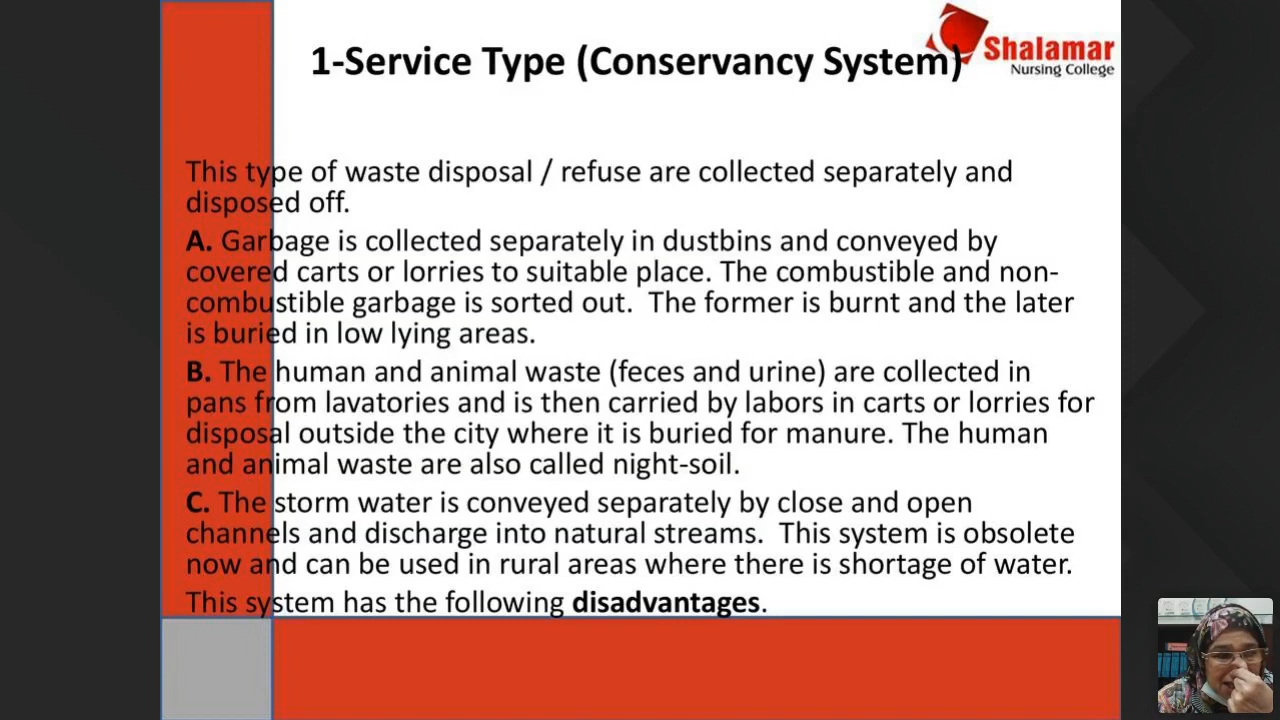 1-Service Type (Conservancy System)
Shalamar
Nursing College
This type of waste disposal / refuse are collected separately and
disposed off.
A. Garbage is collected separately in dustbins and conveyed by
covered carts or lorries to suitable place. The combustible and non-
combustible garbage is sorted out.  The former is burnt and the later
is buried in low lying areas.
B. The human and animal waste (feces and urine) are collected in
pans from lavatories and is then carried by labors in carts or lorries for
disposal outside the city where it is buried for manure. The human
and animal waste are also called night-soil.
C. The storm water is conveyed separately by close and open
channels and discharge into natural streams.  This system is obsolete
now and can be used in rural areas where there is shortage of water.
This system has the following disadvantages.